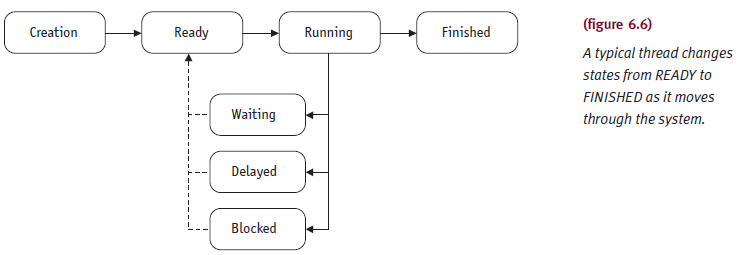 Creation
Ready
Running
Finished
Waiting
Delayed
Blocked
(figure 6.6)
A typical thread changes
states from READY to
FINISHED as it moves
through the system.